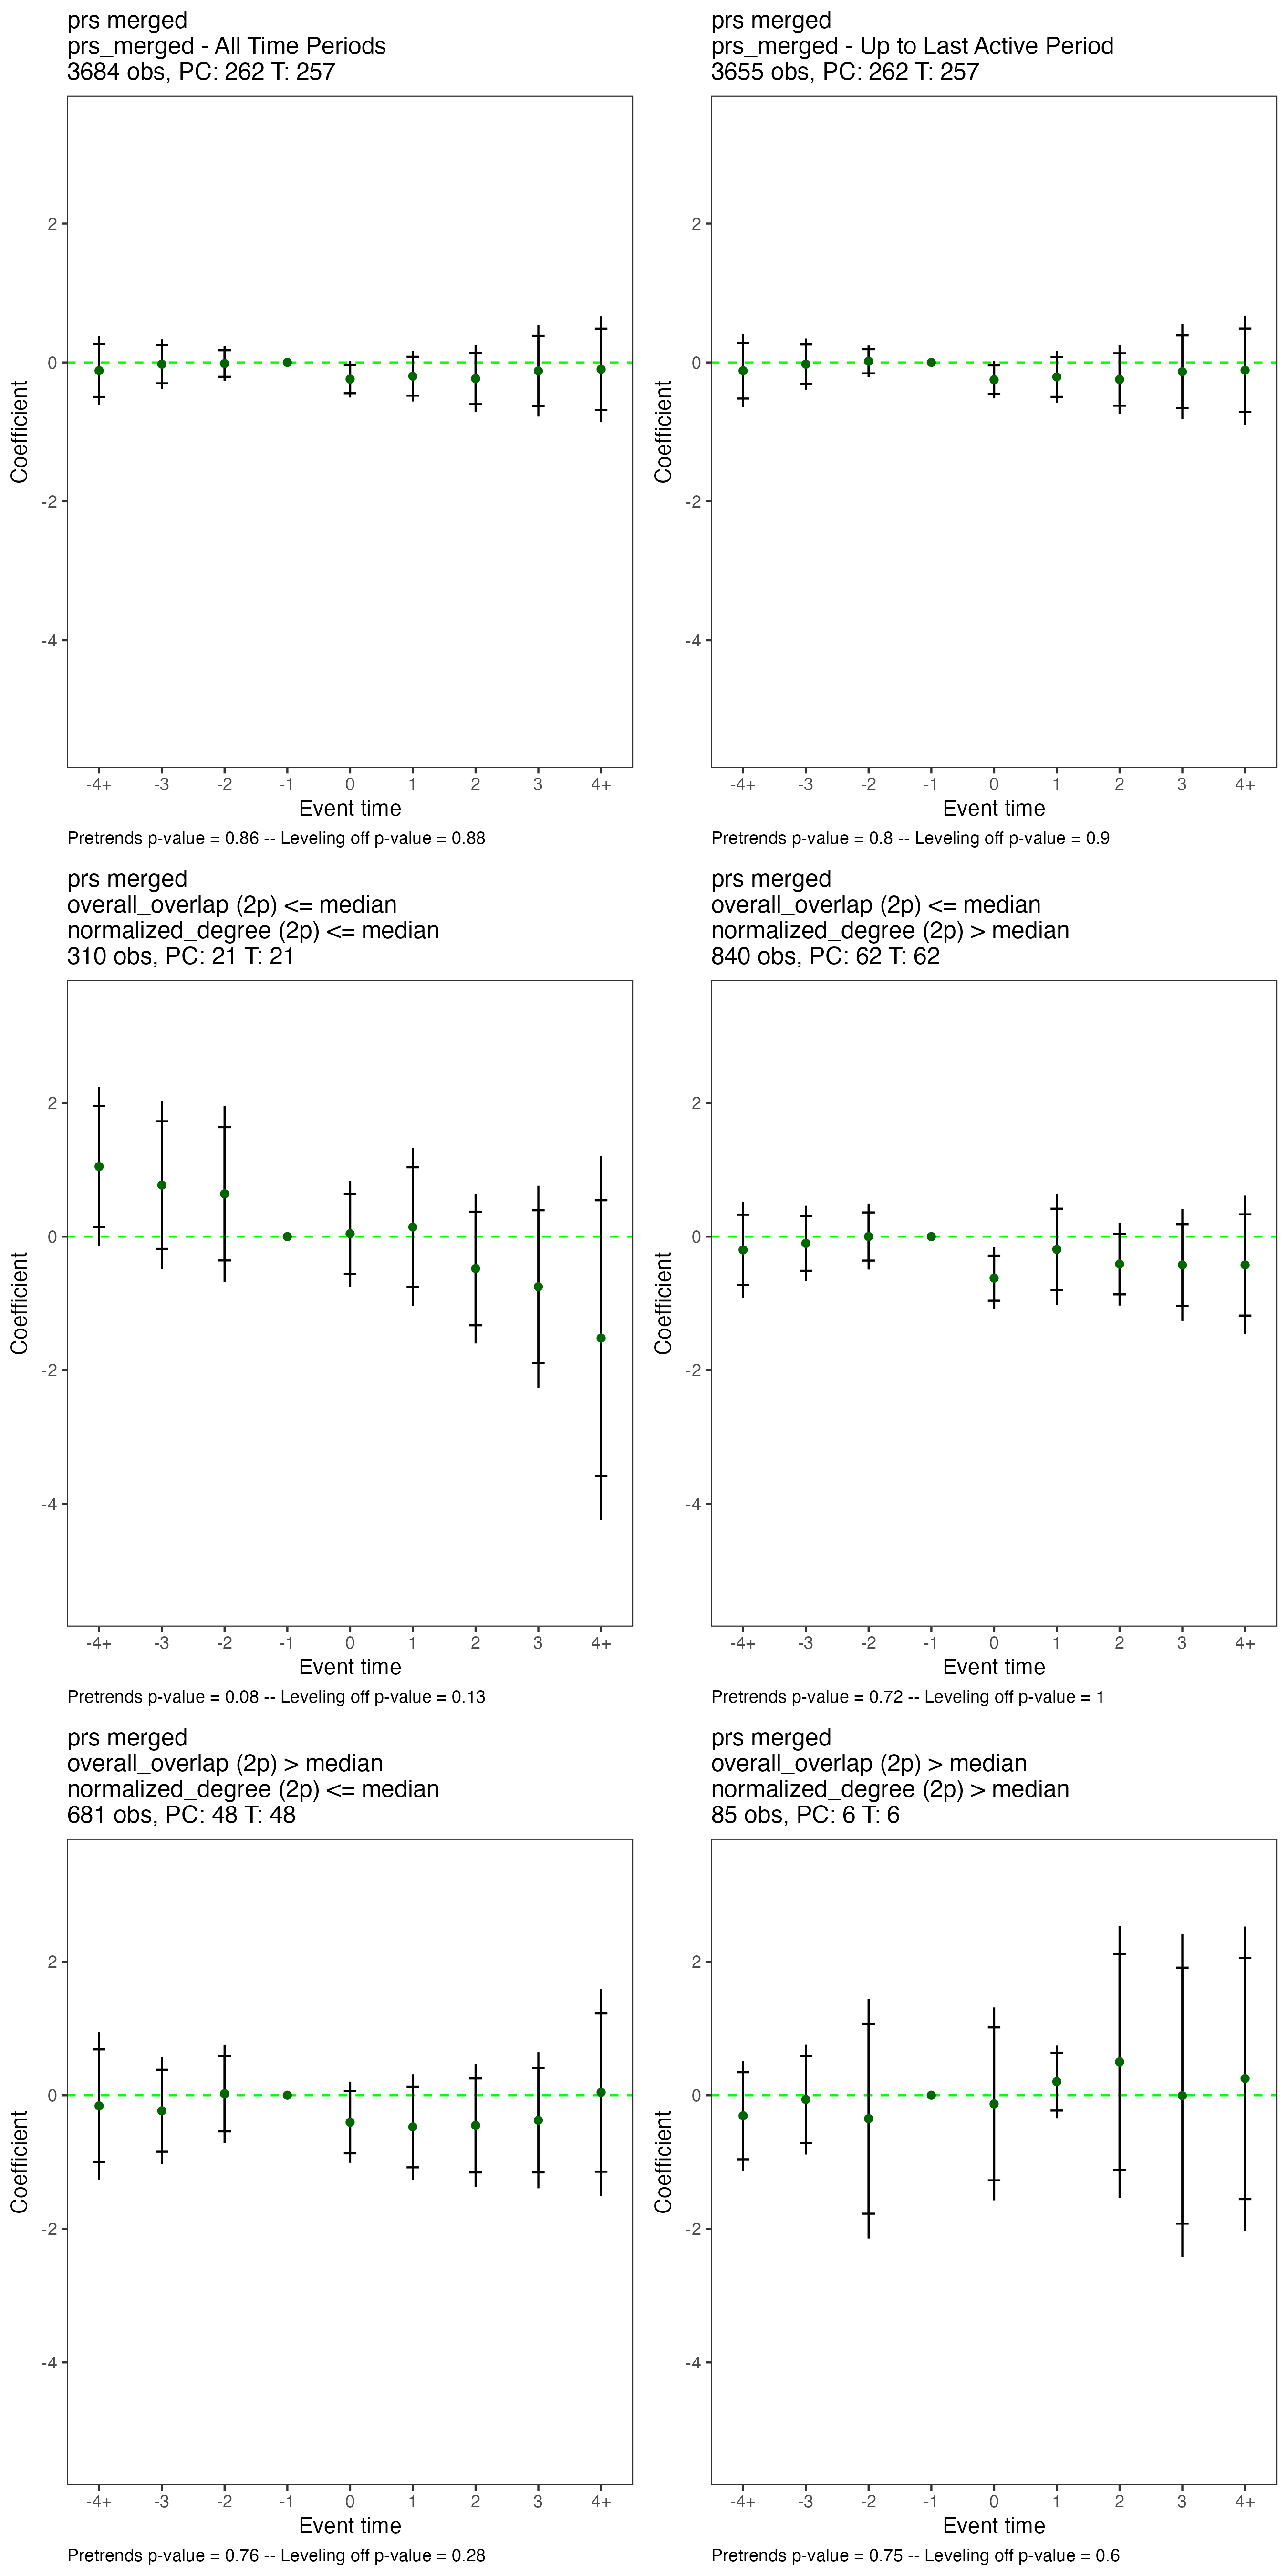 prs merged
prs_merged - All Time Periods
3684 obs, PC: 262 T: 257
2
0
-2
-4
Coefficient
-4+ -3 -2 -1 0 1 2 3 4+
Event time
Pretrends p-value = 0.86 -- Leveling off p-value = 0.88
prs merged
prs_merged - Up to Last Active Period
3655 obs, PC: 262 T: 257
2
0
-2
-4
Coefficient
-4+ -3 -2 -1 0 1 2 3 4+
Event time
Pretrends p-value = 0.8 -- Leveling off p-value = 0.9
prs merged
overall_overlap (2p) <= median
normalized_degree (2p) <= median
310 obs, PC: 21 T: 21
2
0
-2
-4
Coefficient
-4+ -3 -2 -1 0 1 2 3 4+
Event time
Pretrends p-value = 0.08 -- Leveling off p-value = 0.13
prs merged
overall_overlap (2p) <= median
normalized_degree (2p) > median
840 obs, PC: 62 T: 62
2
0
-2
-4
Coefficient
-4+ -3 -2 -1 0 1 2 3 4+
Event time
Pretrends p-value = 0.72 -- Leveling off p-value = 1
prs merged
overall_overlap (2p) > median
normalized_degree (2p) <= median
681 obs, PC: 48 T: 48
2
0
-2
-4
Coefficient
-4+ -3 -2 -1 0 1 2 3 4+
Event time
Pretrends p-value = 0.76 -- Leveling off p-value = 0.28
prs merged
overall_overlap (2p) > median
normalized_degree (2p) > median
85 obs, PC: 6 T: 6
2
0
-2
-4
Coefficient
-4+ -3 -2 -1 0 1 2 3 4+
Event time
Pretrends p-value = 0.75 -- Leveling off p-value = 0.6